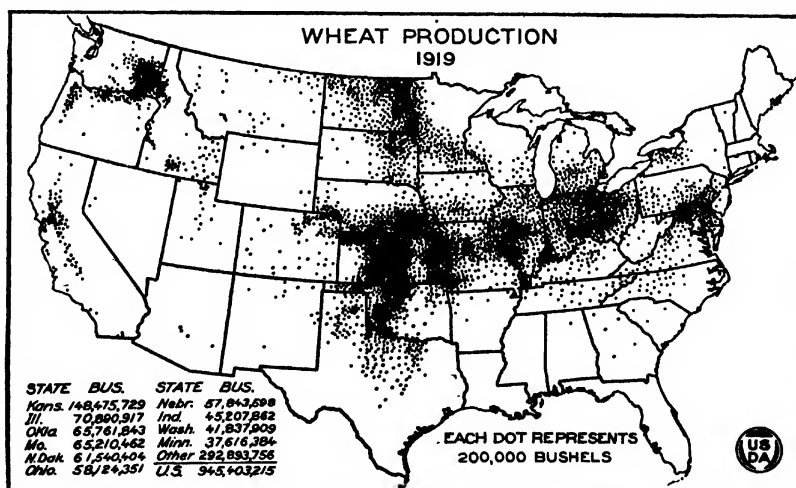 WHEAT PRODUCTION
1919
STATE BUS. STATE BUS.
Kans. 148,475,729 Nebr. 57,843,598
Ill. 70,890,917 Ind. 45,207,862
Okla. 65,761,843 Wash. 41,837,909
Mo. 65,210,462 Minn. 37,616,384
N.Dak. 61,540,404 Other 292,893,756
Ohio. 58,124,351 U.S. 945,403,215
EACH DOT REPRESENTS
200,000 BUSHELS
US
DA